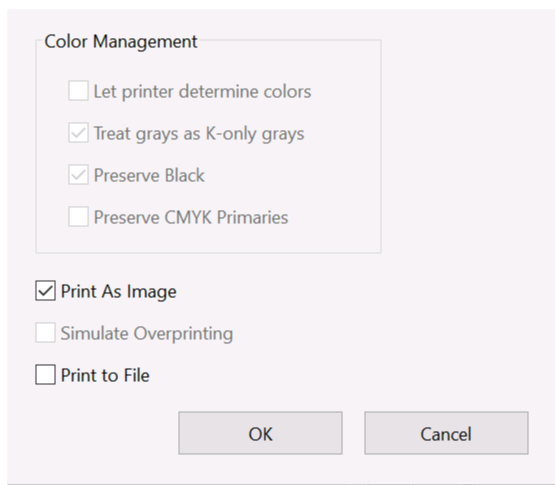 Color Management
Let printer determine colors
Treat grays as K-only grays
Preserve Black
Preserve CMYK Primaries
Print As Image
Simulate Overprinting
Print to File
OK Cancel